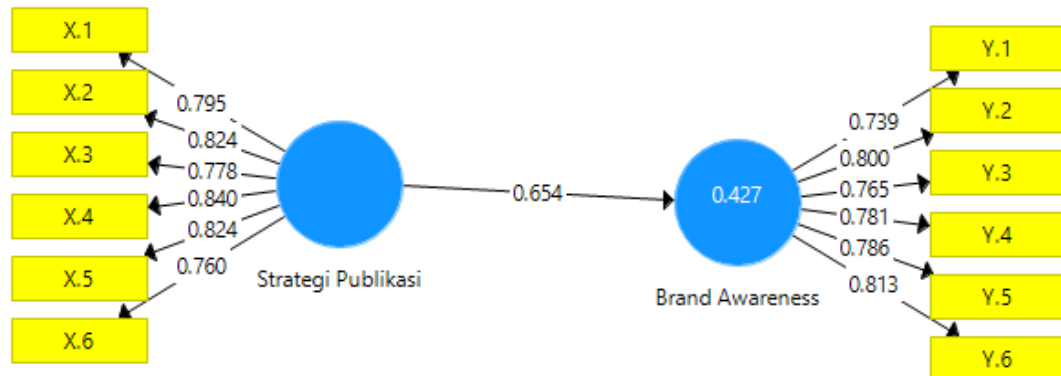 X.1
X.2
X.3
X.4
X.5
X.6
0.795
0.824
0.778
0.840
0.824
0.760
Strategi Publikasi
0.654
0.427
Brand Awareness
0.739
0.800
0.765
0.781
0.786
0.813
Y.1
Y.2
Y.3
Y.4
Y.5
Y.6